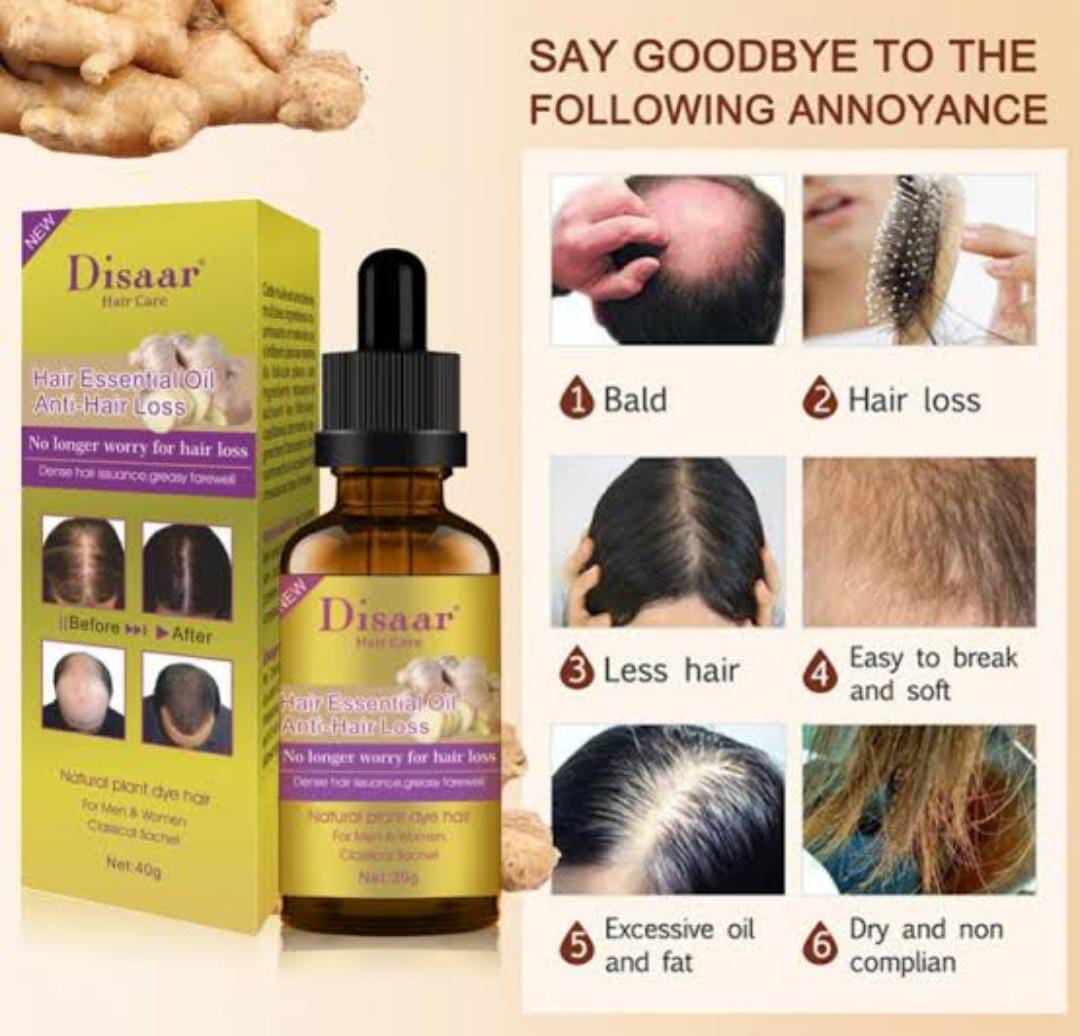 SAY GOODBYE TO THE
FOLLOWING ANNOYANCE
NEW
Disaar®
Hair Care
Hair Essential Oil
Anti-Hair Loss
No longer worry for hair loss
Dense hair issuance,greasy farewell
Before After
Natural plant dye hair
For Men & Women
Classical Sachet
Net:40g
NEW
Disaar®
Hair Care
Hair Essential Oil
Anti-Hair Loss
No longer worry for hair loss
Dense hair issuance,greasy farewell
Natural plant dye hair
For Men & Women
Classical Sachet
1 Bald
2 Hair loss
3 Less hair
4 Easy to break
and soft
5 Excessive oil
and fat
6 Dry and non
complian